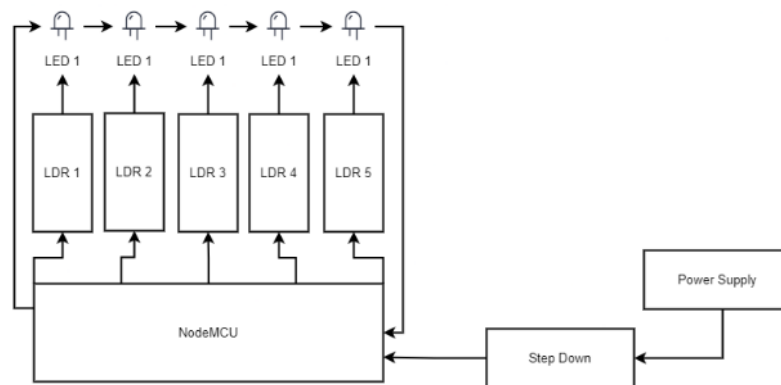 LED 1 LED 1 LED 1 LED 1 LED 1
LDR 1 LDR 2 LDR 3 LDR 4 LDR 5
Power Supply
NodeMCU
Step Down